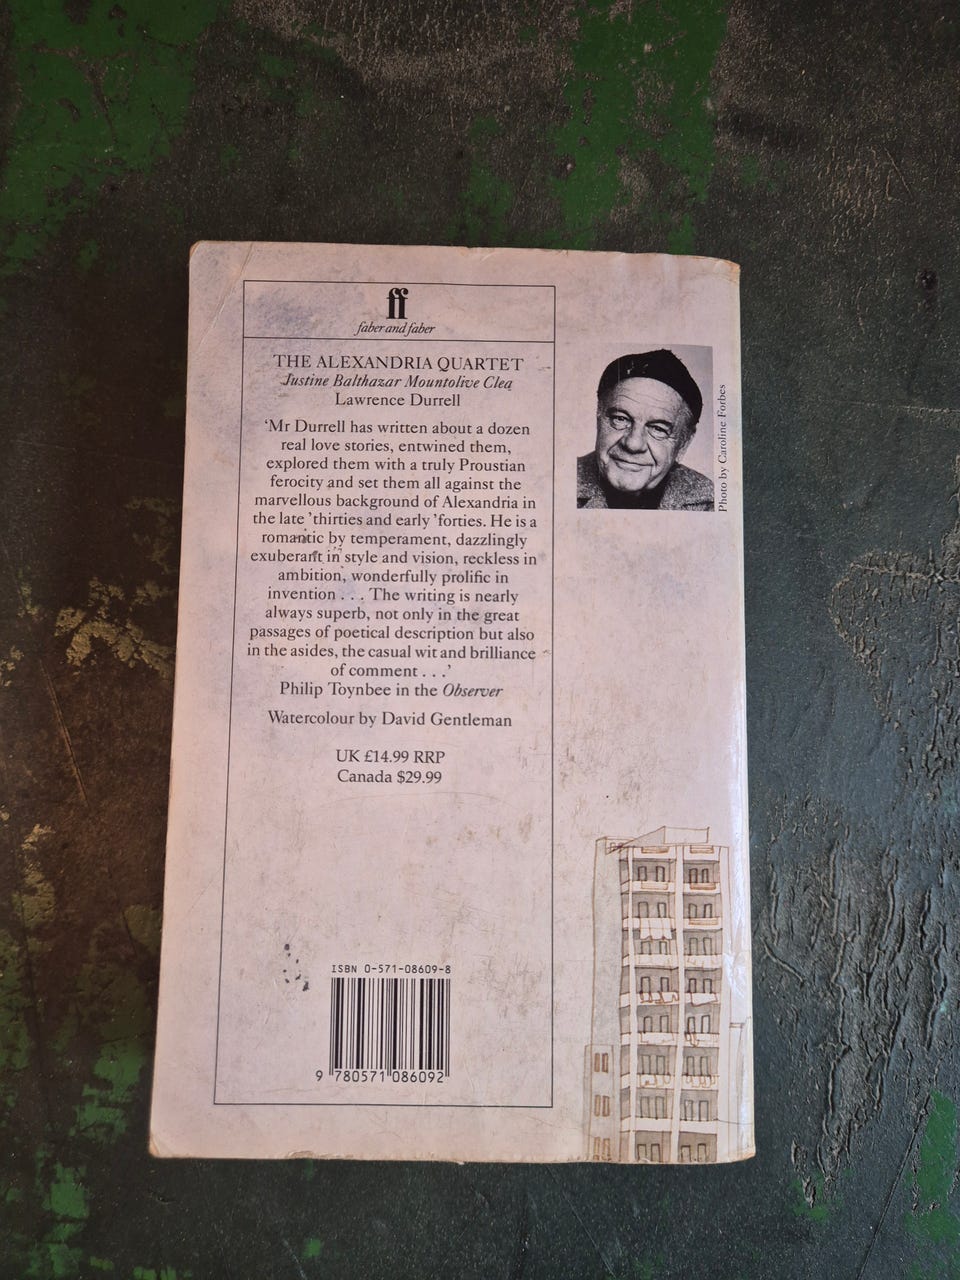 ff
faber and faber
THE ALEXANDRIA QUARTET
Justine Balthazar Mountolive Clea
Lawrence Durrell
‘Mr Durrell has written about a dozen
real love stories, entwined them,
explored them with a truly Proustian
ferocity and set them all against the
marvellous background of Alexandria in
the late ’thirties and early ’forties. He is a
romantic by temperament, dazzlingly
exuberant in style and vision, reckless in
ambition, wonderfully prolific in
invention . . . The writing is nearly
always superb, not only in the great
passages of poetical description but also
in the asides, the casual wit and brilliance
of comment . . .’
Philip Toynbee in the Observer
Watercolour by David Gentleman
UK £14.99 RRP
Canada $29.99
ISBN 0-571-08609-8
9 780571 086092
Photo by Caroline Forbes